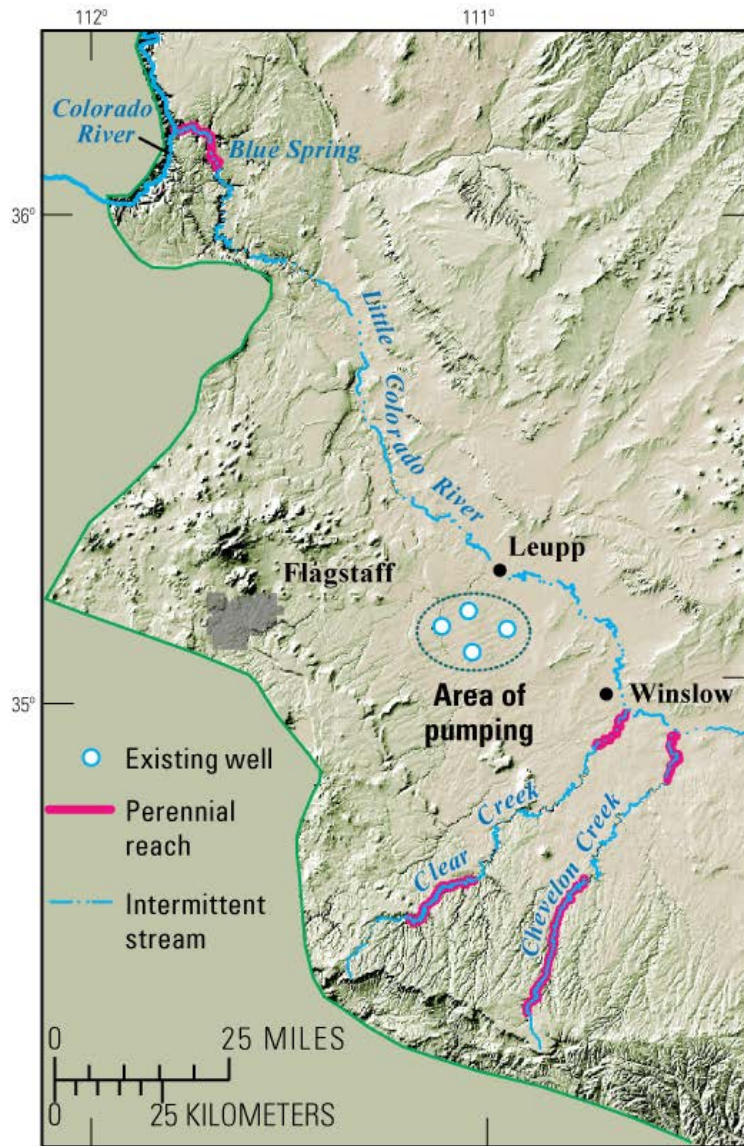 112°
111°
Colorado
River
Blue Spring
36°
Little Colorado River
Leupp
Flagstaff
Area of
pumping
Winslow
35°
Existing well
Perennial
reach
Intermittent
stream
Clear Creek
Chevelon Creek
0 25 MILES
0 25 KILOMETERS